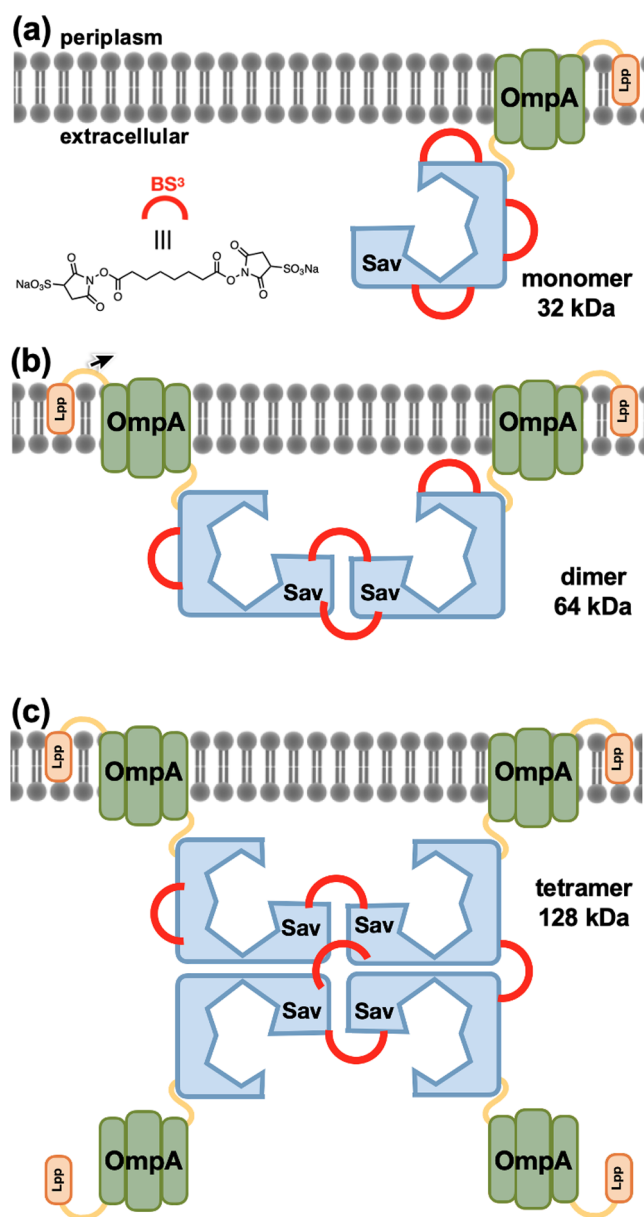 (a)
periplasm
OmpA
Lpp
extracellular
BS³
NaO₃S
O
O
N
O
O
O
O
N
O
O
SO₃Na
Sav
monomer
32 kDa
(b)
Lpp
OmpA
OmpA
Lpp
Sav
Sav
dimer
64 kDa
(c)
Lpp
OmpA
OmpA
Lpp
Sav
Sav
tetramer
128 kDa
Sav
Sav
Lpp
OmpA
OmpA
Lpp